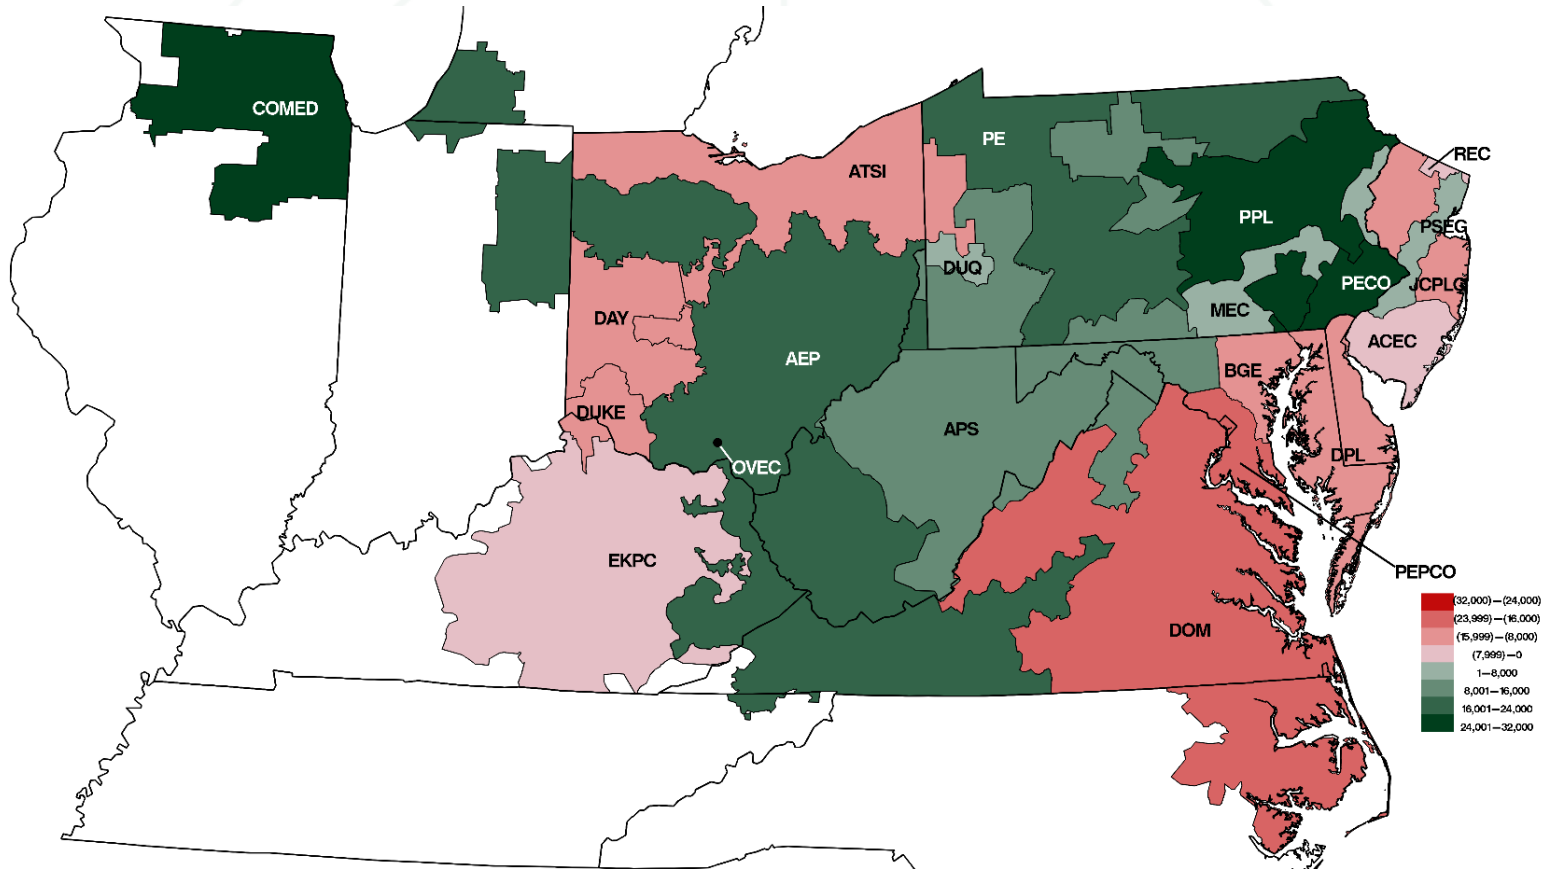 COMED
PE
REC
ATSI
PPL
PSEG
DUQ
PECO
JCPLC
MEC
DAY
ACEC
AEP
BGE
DUKE
APS
DPL
OVEC
EKPC
PEPCO
DOM
(32,000)—(24,000)
(23,999)—(16,000)
(15,999)—(8,000)
(7,999)—0
1—8,000
8,001—16,000
16,001—24,000
24,001—32,000